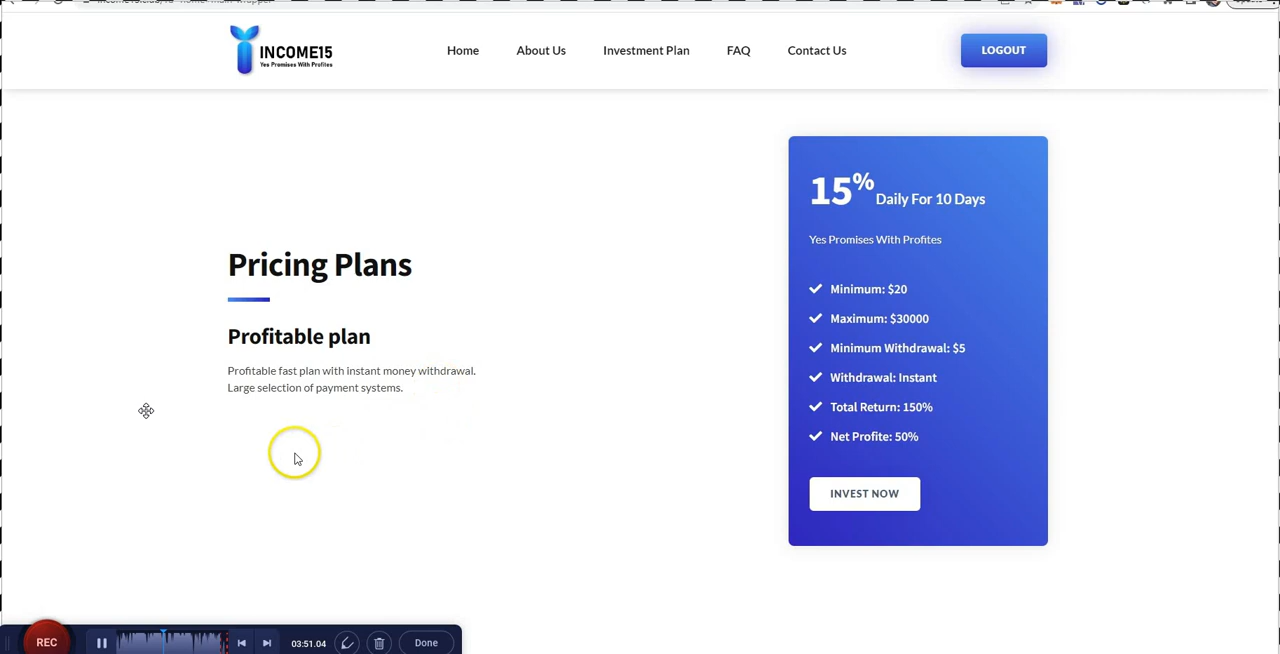 INCOME15
Yes Promises With Profites
Home
About Us
Investment Plan
FAQ
Contact Us
LOGOUT
Pricing Plans
Profitable plan
Profitable fast plan with instant money withdrawal.
Large selection of payment systems.
15% Daily For 10 Days
Yes Promises With Profites
Minimum: $20
Maximum: $30000
Minimum Withdrawal: $5
Withdrawal: Instant
Total Return: 150%
Net Profite: 50%
INVEST NOW
REC
03:51.04
Done